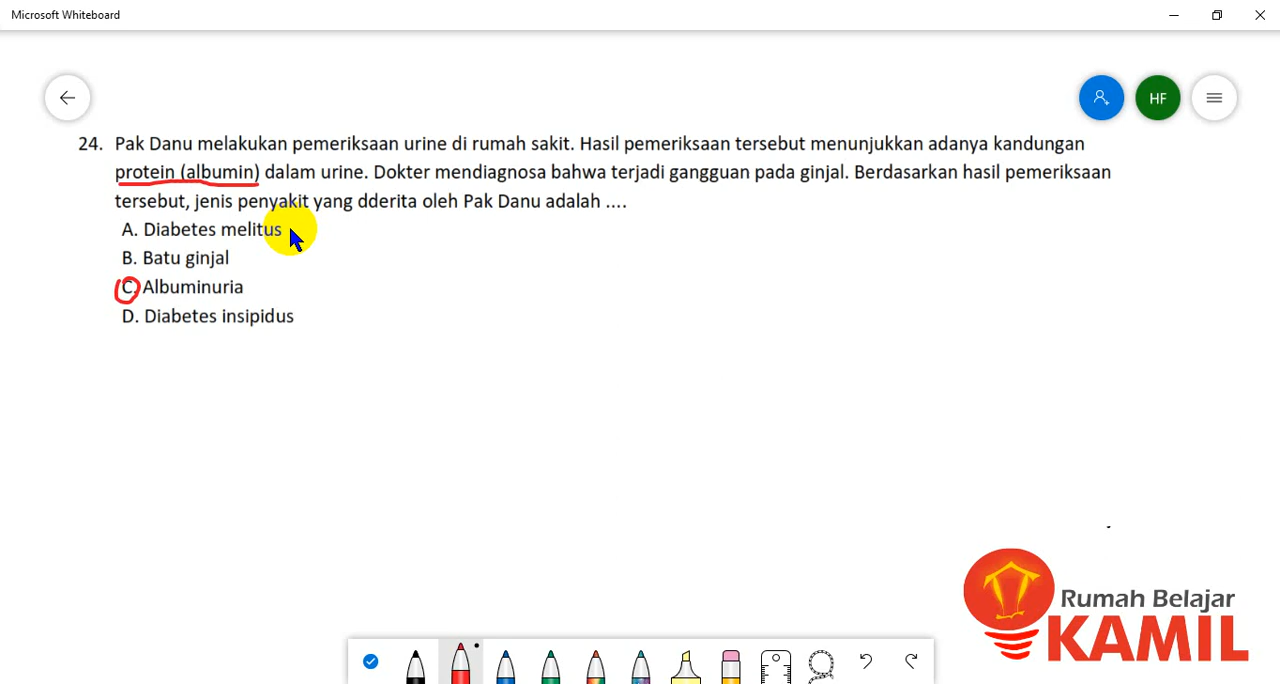 Microsoft Whiteboard
HF
24. Pak Danu melakukan pemeriksaan urine di rumah sakit. Hasil pemeriksaan tersebut menunjukkan adanya kandungan
protein (albumin) dalam urine. Dokter mendiagnosa bahwa terjadi gangguan pada ginjal. Berdasarkan hasil pemeriksaan
tersebut, jenis penyakit yang dderita oleh Pak Danu adalah ....
A. Diabetes melitus
B. Batu ginjal
C. Albuminuria
D. Diabetes insipidus
Rumah Belajar
KAMIL